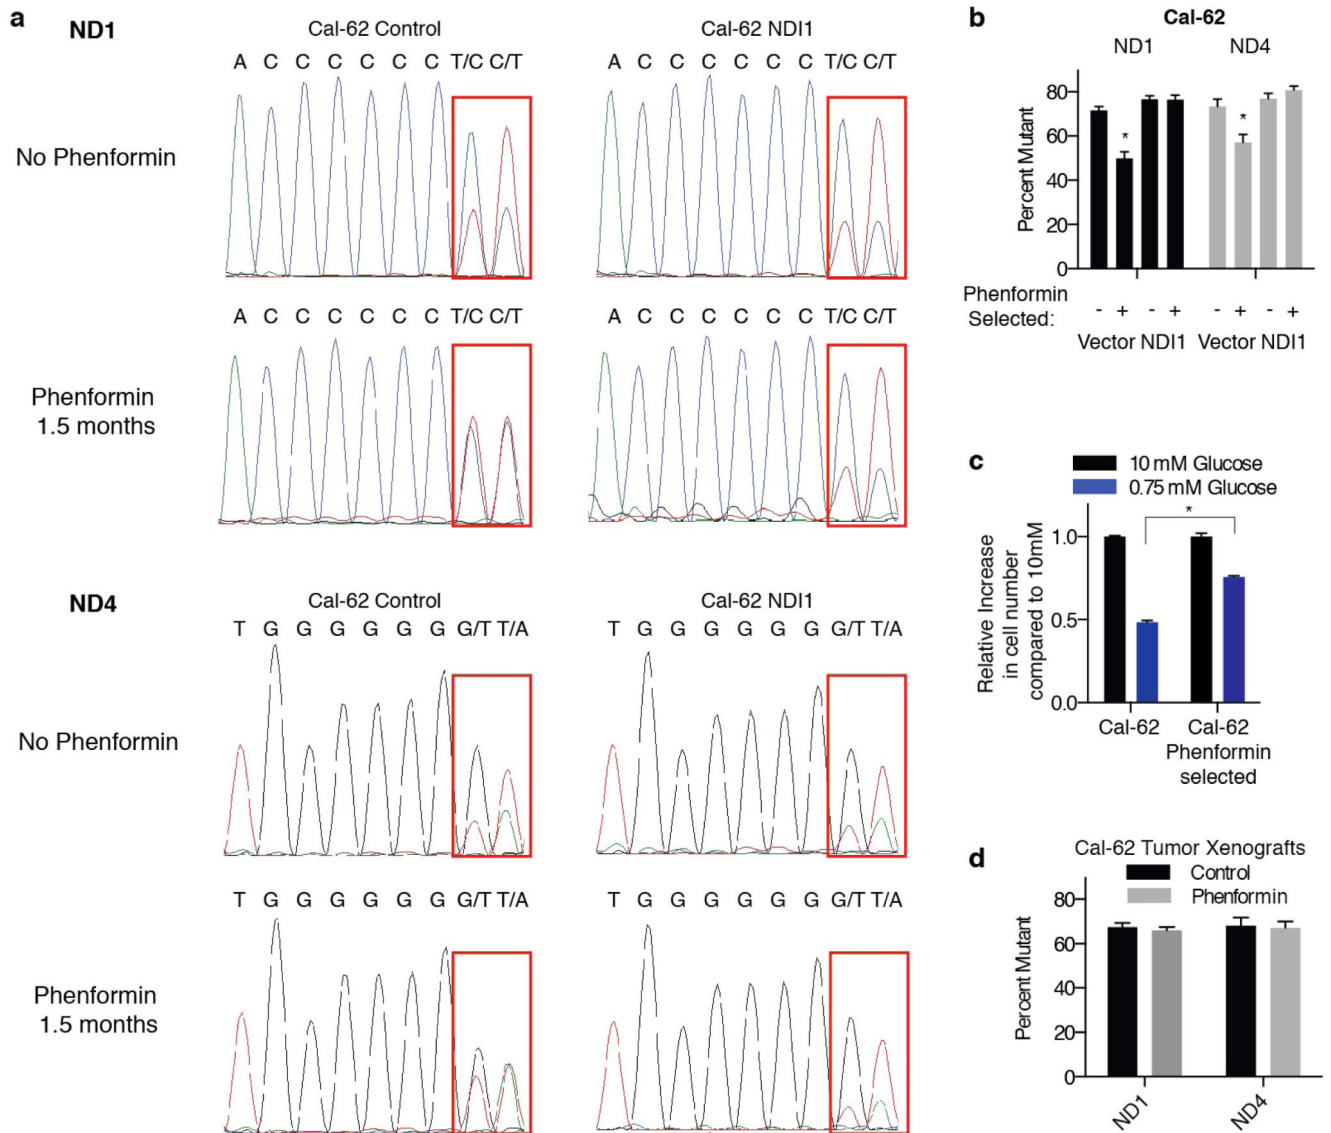 a
ND1
Cal-62 Control
Cal-62 NDI1
A C C C C C C T/C C/T
A C C C C C C T/C C/T
No Phenformin
A C C C C C C T/C C/T
A C C C C C C T/C C/T
Phenformin
1.5 months
ND4
Cal-62 Control
Cal-62 NDI1
T G G G G G G G/T T/A
T G G G G G G G/T T/A
No Phenformin
T G G G G G G G/T T/A
T G G G G G G G/T T/A
Phenformin
1.5 months
b
Cal-62
ND1 ND4
Percent Mutant
80
60
40
20
0
* *
Phenformin
Selected:
- + - + - + - +
Vector NDI1 Vector NDI1
c
10 mM Glucose
0.75 mM Glucose
*
Relative Increase
in cell number
compared to 10mM
1.0
0.5
0.0
Cal-62
Cal-62
Phenformin
selected
d
Cal-62 Tumor Xenografts
Control
Phenformin
Percent Mutant
80
60
40
20
0
ND1
ND4